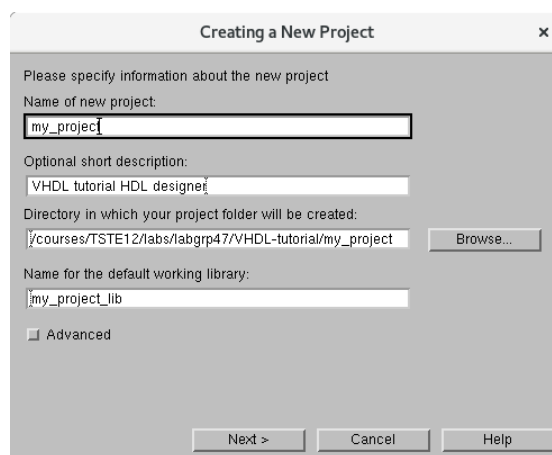 Creating a New Project
Please specify information about the new project
Name of new project:
my_project
Optional short description:
VHDL tutorial HDL designer
Directory in which your project folder will be created:
/courses/TSTE12/labs/labgrp47/VHDL-tutorial/my_project
Browse...
Name for the default working library:
my_project_lib
Advanced
Next >
Cancel
Help